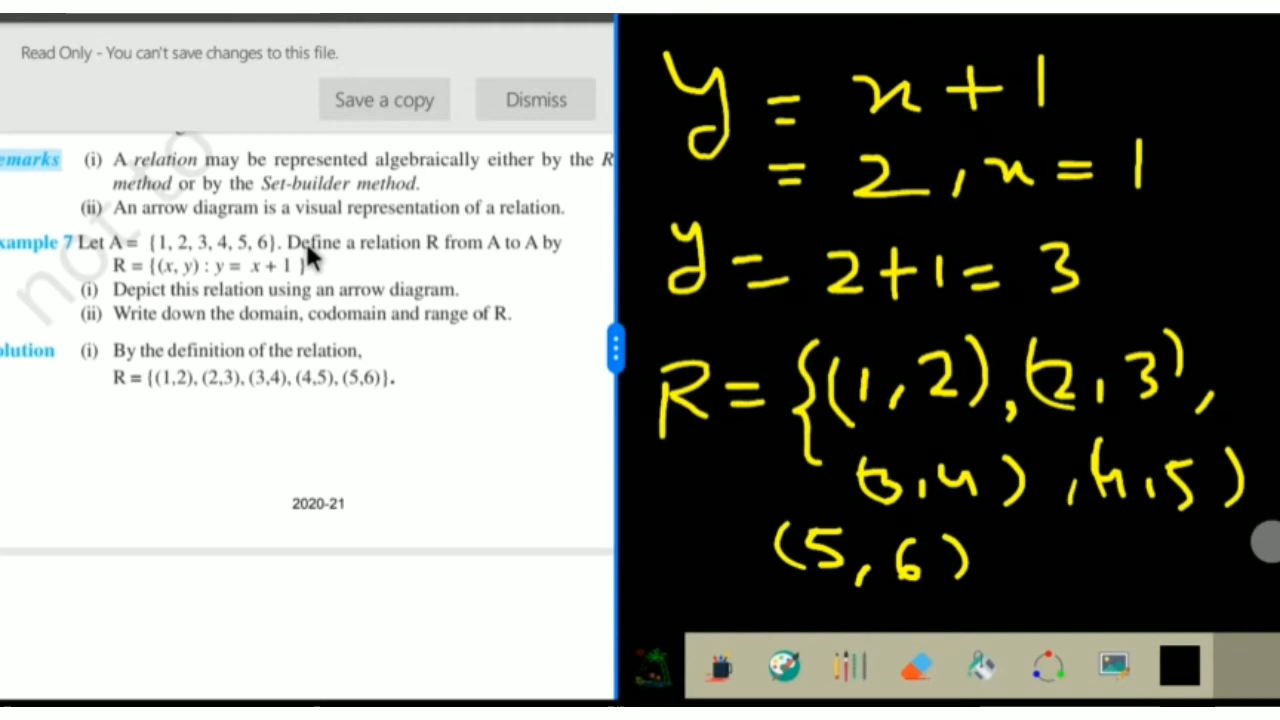 Read Only - You can't save changes to this file.
Save a copy Dismiss
emarks (i) A relation may be represented algebraically either by the R
method or by the Set-builder method.
(ii) An arrow diagram is a visual representation of a relation.
xample 7 Let A = {1, 2, 3, 4, 5, 6}. Define a relation R from A to A by
R = {(x, y) : y = x + 1 }
(i) Depict this relation using an arrow diagram.
(ii) Write down the domain, codomain and range of R.
olution (i) By the definition of the relation,
R = {(1,2), (2,3), (3,4), (4,5), (5,6)}.
2020-21
not to
y = x + 1
= 2, x = 1
y = 2 + 1 = 3
R = {(1, 2), (2, 3),
(3, 4), (4, 5)
(5, 6)